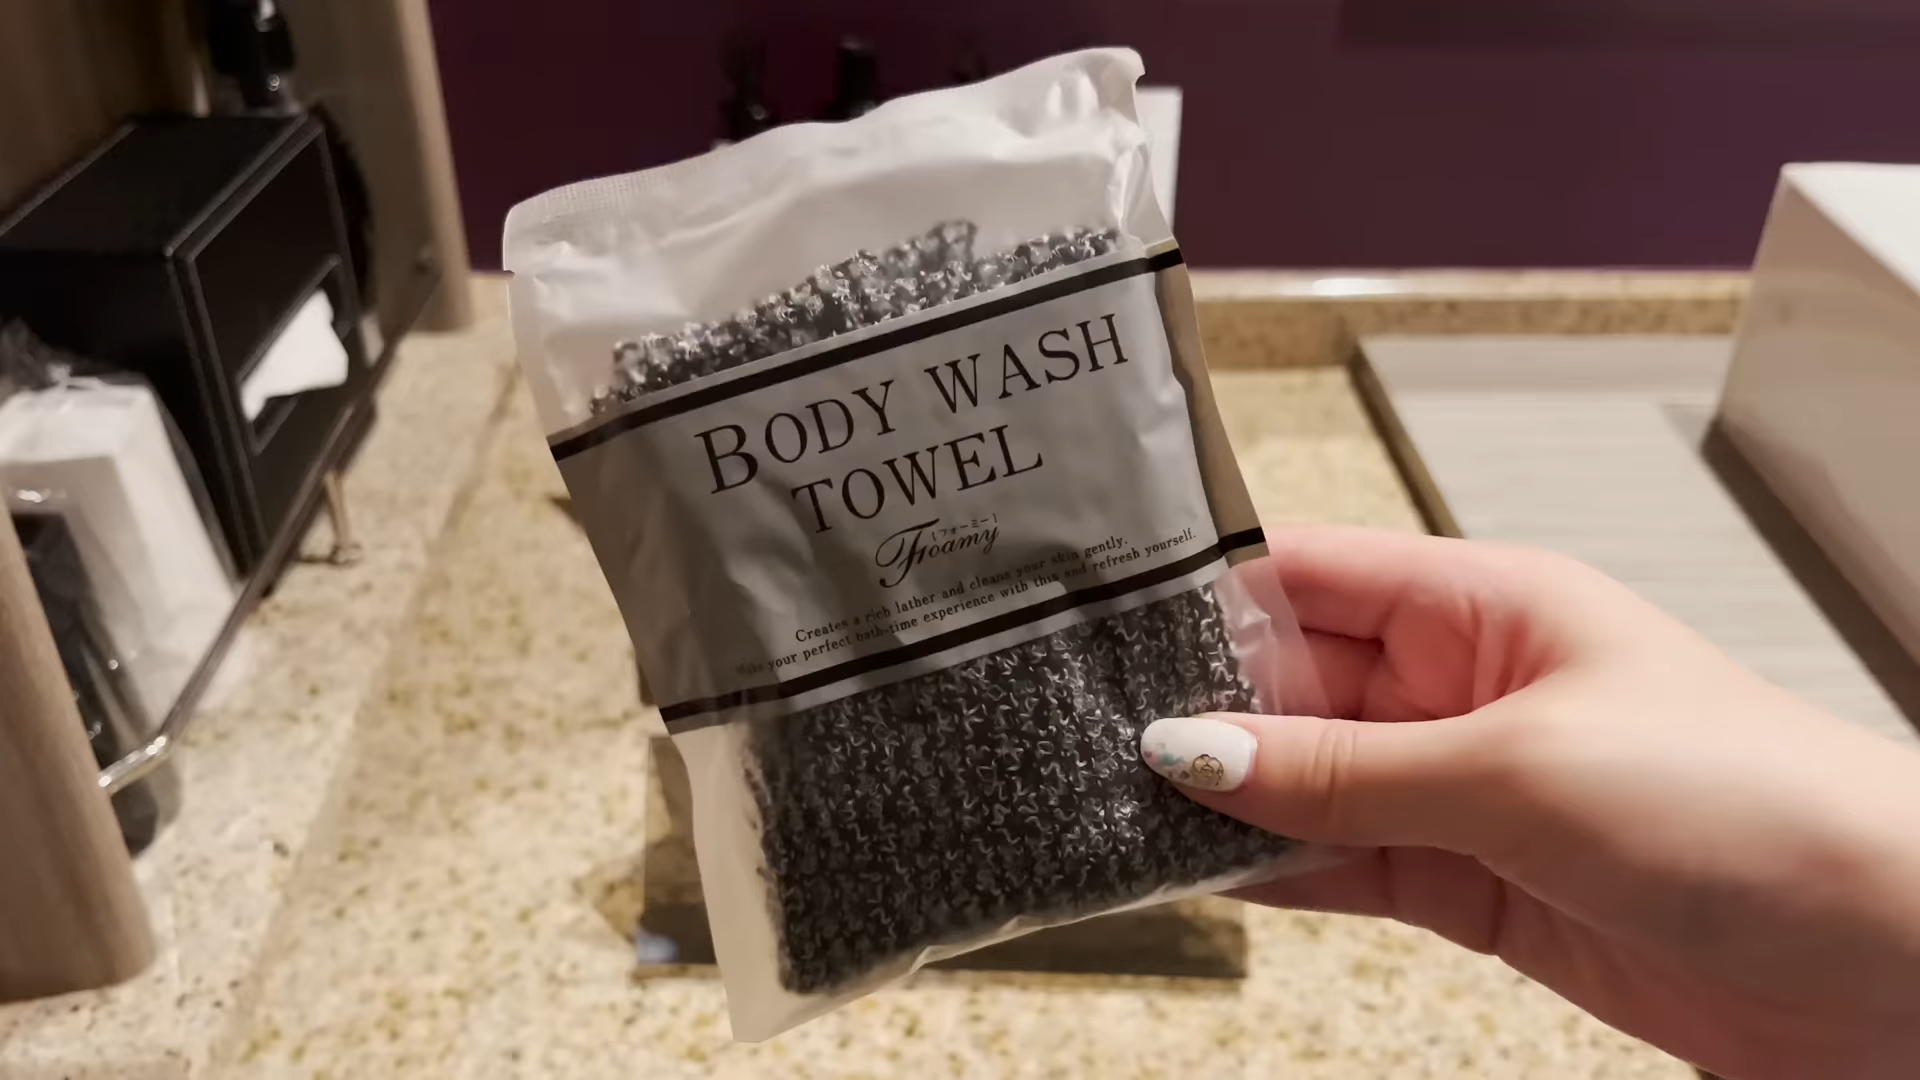 BODY WASH
TOWEL
[フォーミー]
Foamy
Creates a rich lather and cleans your skin gently.
Make your perfect bath-time experience with this and refresh yourself.